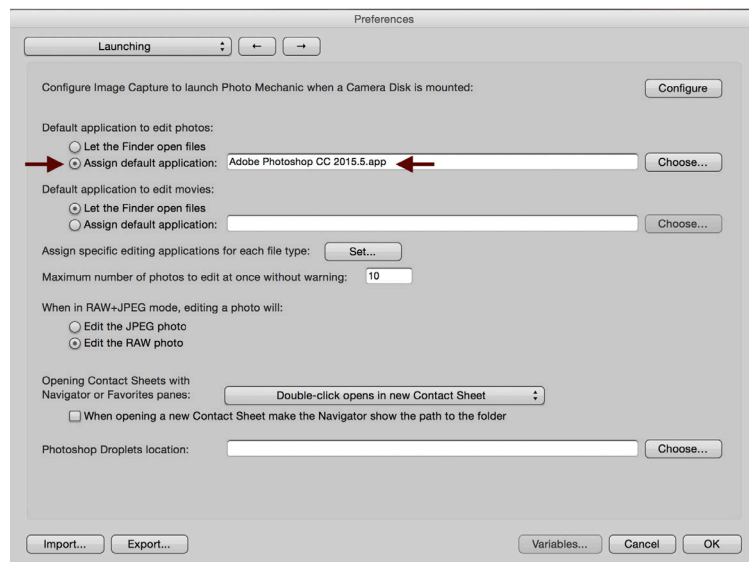 Preferences
Launching
← →
Configure Image Capture to launch Photo Mechanic when a Camera Disk is mounted: Configure
Default application to edit photos:
Let the Finder open files
Assign default application: Adobe Photoshop CC 2015.5.app Choose...
Default application to edit movies:
Let the Finder open files
Assign default application: Choose...
Assign specific editing applications for each file type: Set...
Maximum number of photos to edit at once without warning: 10
When in RAW+JPEG mode, editing a photo will:
Edit the JPEG photo
Edit the RAW photo
Opening Contact Sheets with
Navigator or Favorites panes: Double-click opens in new Contact Sheet
When opening a new Contact Sheet make the Navigator show the path to the folder
Photoshop Droplets location: Choose...
Import... Export... Variables... Cancel OK